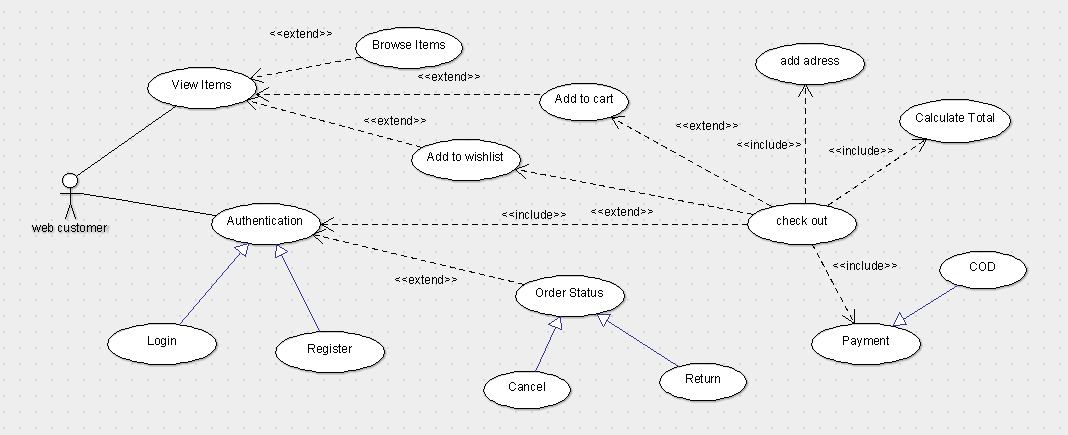 <<extend>>
Browse Items
<<extend>>
View Items
Add to cart
add adress
Calculate Total
<<extend>>
<<extend>>
<<include>>
<<include>>
Add to wishlist
web customer
Authentication
<<include>>
<<extend>>
check out
<<extend>>
Order Status
<<include>>
COD
Login
Register
Payment
Cancel
Return